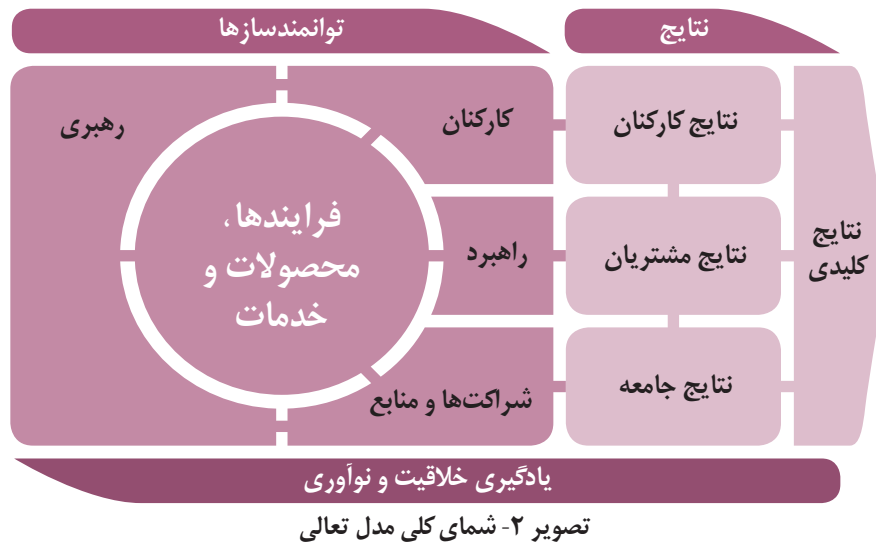 توانمندسازها
نتایج
رهبری
کارکنان
نتایج کارکنان
فرایندها،
محصولات و
خدمات
راهبرد
نتایج مشتریان
نتایج
کلیدی
شراکت‌ها و منابع
نتایج جامعه
یادگیری خلاقیت و نوآوری
تصویر ۲- شمای کلی مدل تعالی